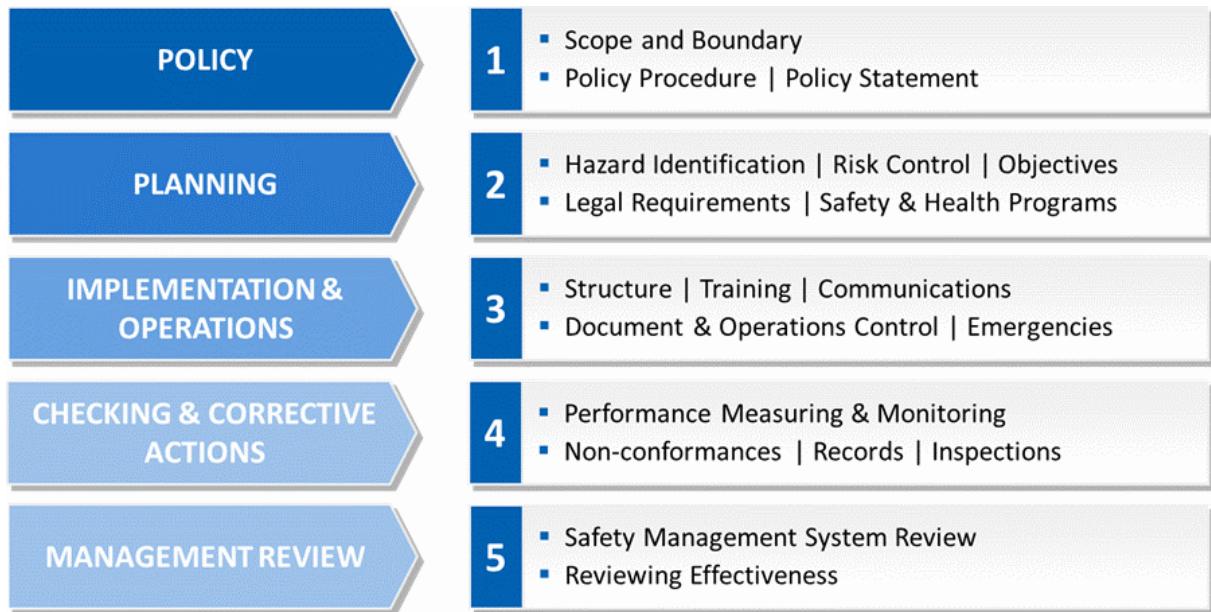 POLICY
1
▪ Scope and Boundary
▪ Policy Procedure | Policy Statement
PLANNING
2
▪ Hazard Identification | Risk Control | Objectives
▪ Legal Requirements | Safety & Health Programs
IMPLEMENTATION &
OPERATIONS
3
▪ Structure | Training | Communications
▪ Document & Operations Control | Emergencies
CHECKING & CORRECTIVE
ACTIONS
4
▪ Performance Measuring & Monitoring
▪ Non-conformances | Records | Inspections
MANAGEMENT REVIEW
5
▪ Safety Management System Review
▪ Reviewing Effectiveness